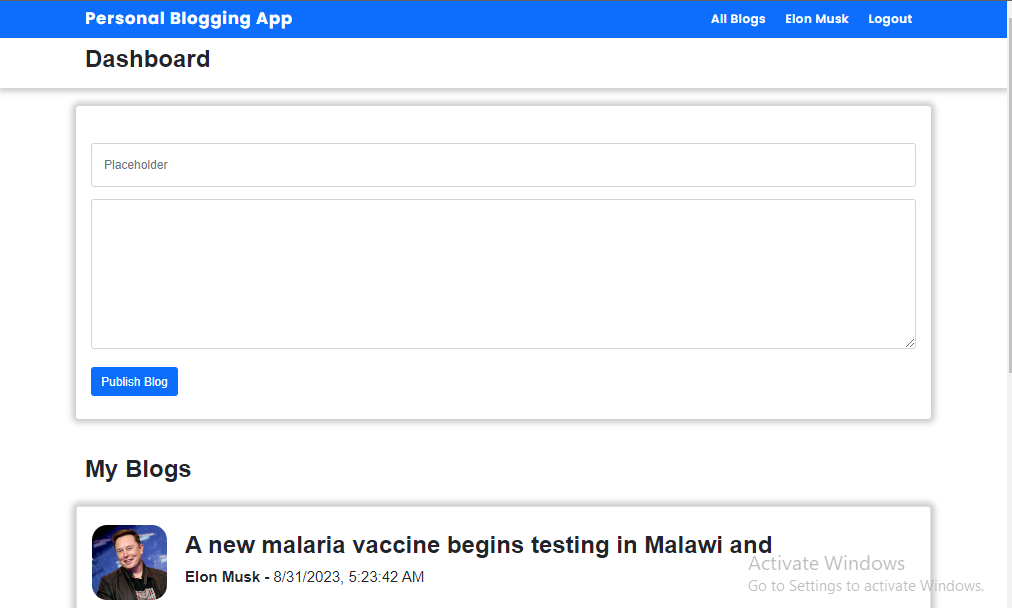 Personal Blogging App All Blogs Elon Musk Logout
Dashboard
Placeholder
Publish Blog
My Blogs
A new malaria vaccine begins testing in Malawi and
Elon Musk - 8/31/2023, 5:23:42 AM
Activate Windows
Go to Settings to activate Windows.